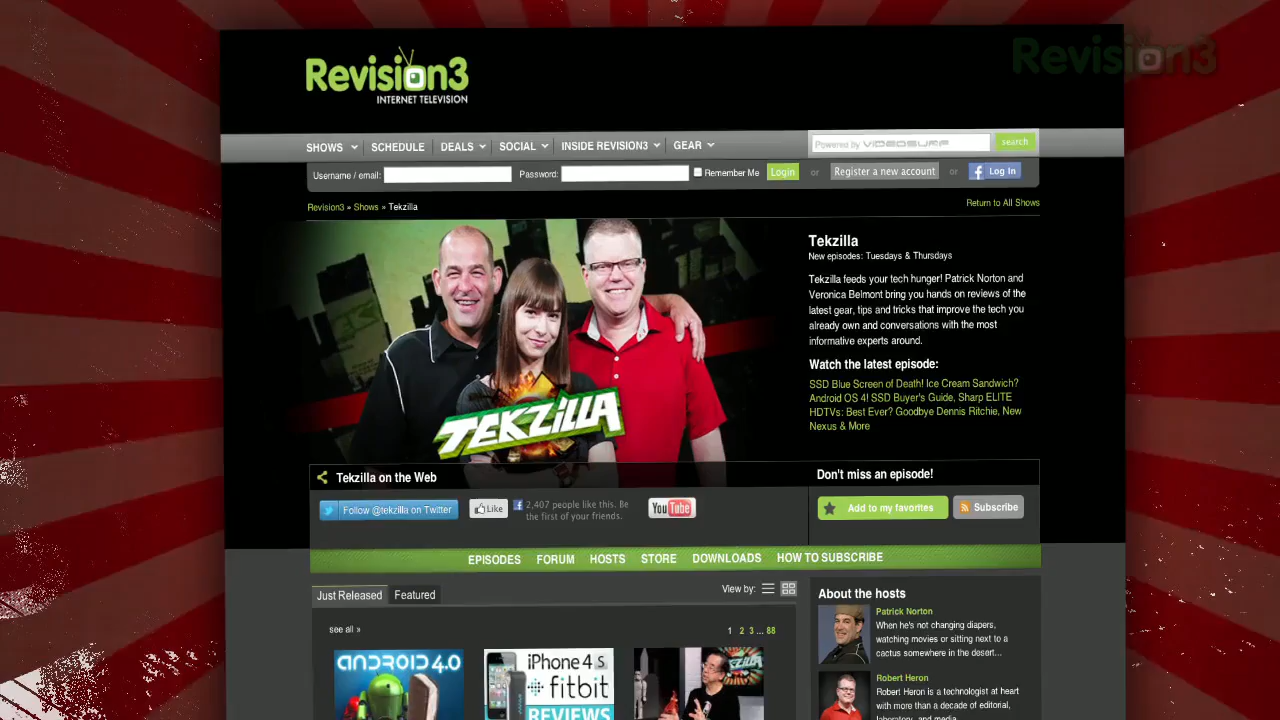 Revision3
INTERNET TELEVISION
Revision3
SHOWS
SCHEDULE
DEALS
SOCIAL
INSIDE REVISION3
GEAR
Powered by VIDEOSURF
search
Username / email:
Password:
Remember Me
Login
or
Register a new account
or
f Log In
Revision3 » Shows » Tekzilla
Return to All Shows
TEKZILLA
Tekzilla
New episodes: Tuesdays & Thursdays
Tekzilla feeds your tech hunger! Patrick Norton and
Veronica Belmont bring you hands on reviews of the
latest gear, tips and tricks that improve the tech you
already own and conversations with the most
informative experts around.
Watch the latest episode:
SSD Blue Screen of Death! Ice Cream Sandwich?
Android OS 4! SSD Buyer's Guide, Sharp ELITE
HDTVs: Best Ever? Goodbye Dennis Ritchie, New
Nexus & More
Tekzilla on the Web
Don't miss an episode!
Follow @tekzilla on Twitter
Like
2,407 people like this. Be
the first of your friends.
You Tube
Add to my favorites
Subscribe
EPISODES
FORUM
HOSTS
STORE
DOWNLOADS
HOW TO SUBSCRIBE
Just Released
Featured
View by:
see all »
1 2 3 ... 88
ANDROID 4.0
iPhone 4S
fitbit
REVIEWS
TEKZILLA
About the hosts
Patrick Norton
When he's not changing diapers,
watching movies or sitting next to a
cactus somewhere in the desert...
Robert Heron
Robert Heron is a technologist at heart
with more than a decade of editorial,
laboratory, and media